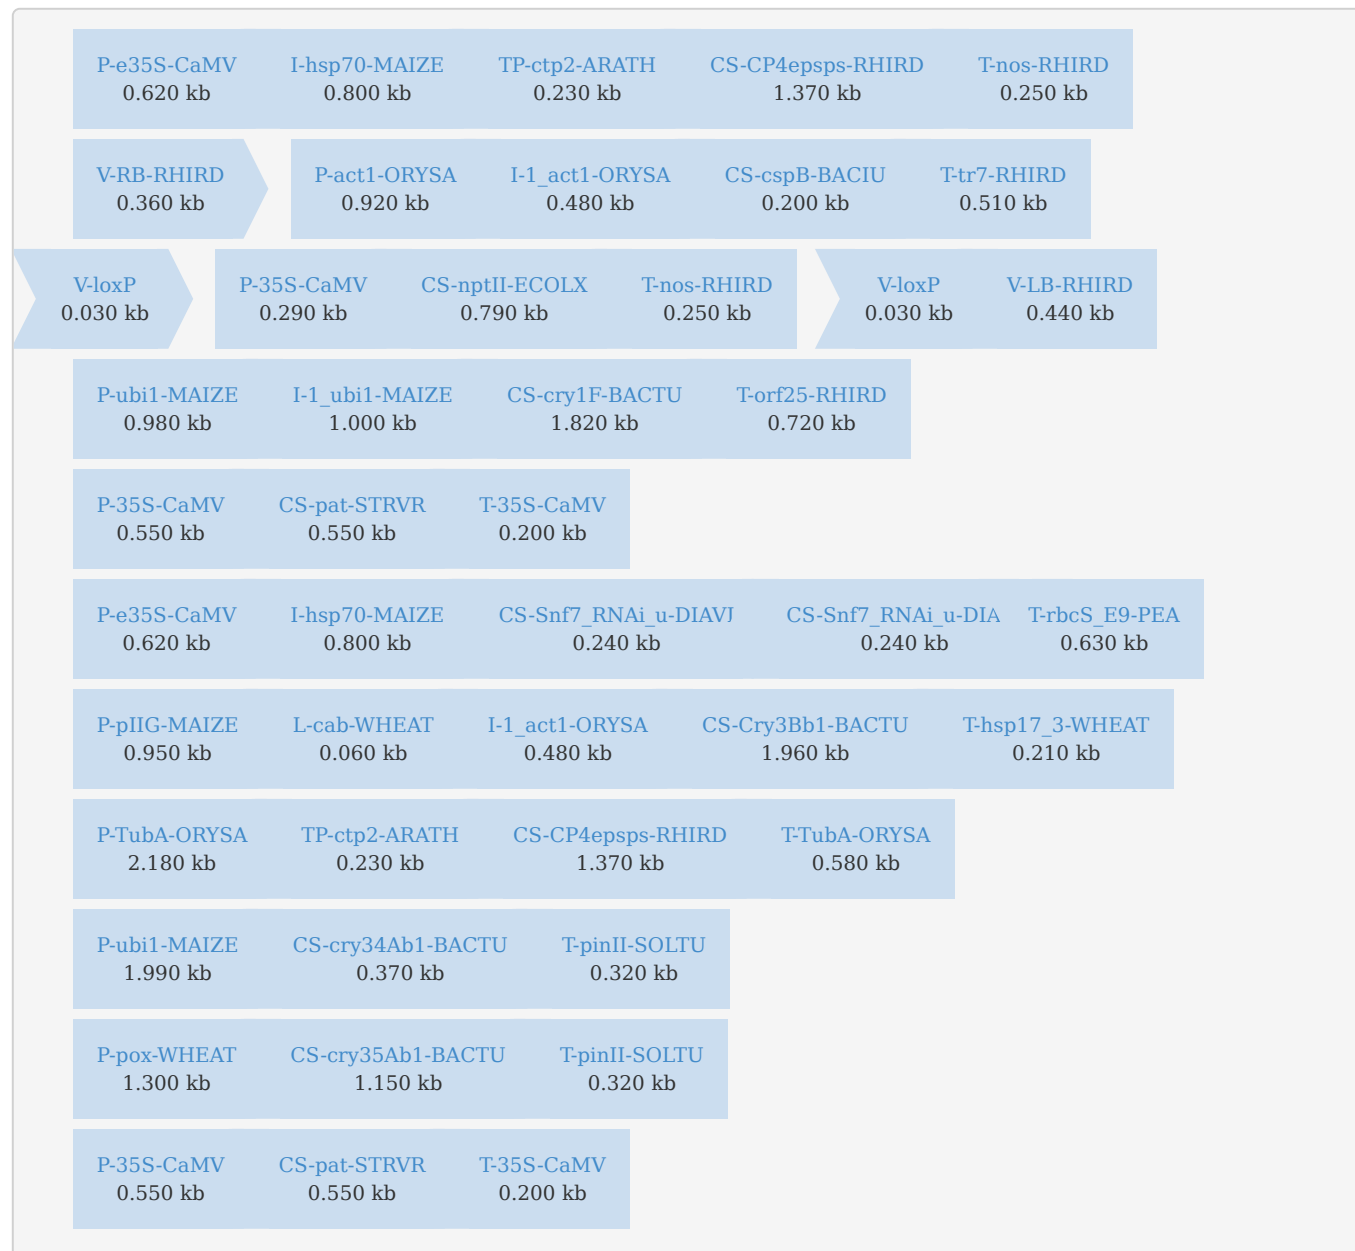 P-e35S-CaMV I-hsp70-MAIZE TP-ctp2-ARATH CS-CP4epsps-RHIRD T-nos-RHIRD
0.620 kb 0.800 kb 0.230 kb 1.370 kb 0.250 kb
V-RB-RHIRD P-act1-ORYSA I-1_act1-ORYSA CS-cspB-BACIU T-tr7-RHIRD
0.360 kb 0.920 kb 0.480 kb 0.200 kb 0.510 kb
V-loxP P-35S-CaMV CS-nptII-ECOLX T-nos-RHIRD V-loxP V-LB-RHIRD
0.030 kb 0.290 kb 0.790 kb 0.250 kb 0.030 kb 0.440 kb
P-ubi1-MAIZE I-1_ubi1-MAIZE CS-cry1F-BACTU T-orf25-RHIRD
0.980 kb 1.000 kb 1.820 kb 0.720 kb
P-35S-CaMV CS-pat-STRVR T-35S-CaMV
0.550 kb 0.550 kb 0.200 kb
P-e35S-CaMV I-hsp70-MAIZE CS-Snf7_RNAi_u-DIAVI CS-Snf7_RNAi_u-DIA T-rbcS_E9-PEA
0.620 kb 0.800 kb 0.240 kb 0.240 kb 0.630 kb
P-pIIG-MAIZE L-cab-WHEAT I-1_act1-ORYSA CS-Cry3Bb1-BACTU T-hsp17_3-WHEAT
0.950 kb 0.060 kb 0.480 kb 1.960 kb 0.210 kb
P-TubA-ORYSA TP-ctp2-ARATH CS-CP4epsps-RHIRD T-TubA-ORYSA
2.180 kb 0.230 kb 1.370 kb 0.580 kb
P-ubi1-MAIZE CS-cry34Ab1-BACTU T-pinII-SOLTU
1.990 kb 0.370 kb 0.320 kb
P-pox-WHEAT CS-cry35Ab1-BACTU T-pinII-SOLTU
1.300 kb 1.150 kb 0.320 kb
P-35S-CaMV CS-pat-STRVR T-35S-CaMV
0.550 kb 0.550 kb 0.200 kb